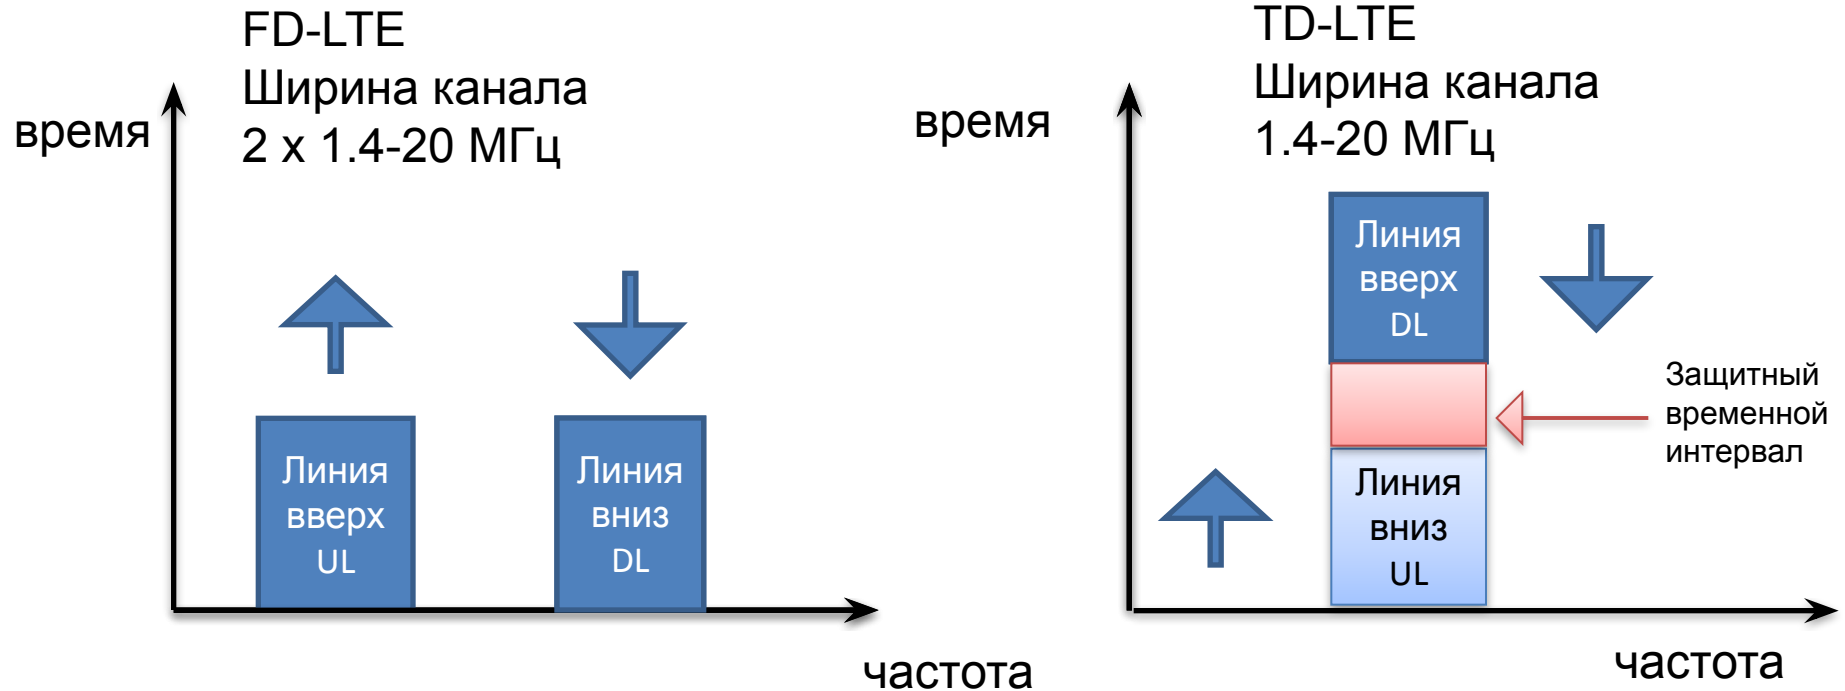 FD-LTE
Ширина канала
2 x 1.4-20 МГц
время
Линия
вверх
UL
Линия
вниз
DL
частота
TD-LTE
Ширина канала
1.4-20 МГц
время
Линия
вверх
DL
Защитный
временной
интервал
Линия
вниз
UL
частота